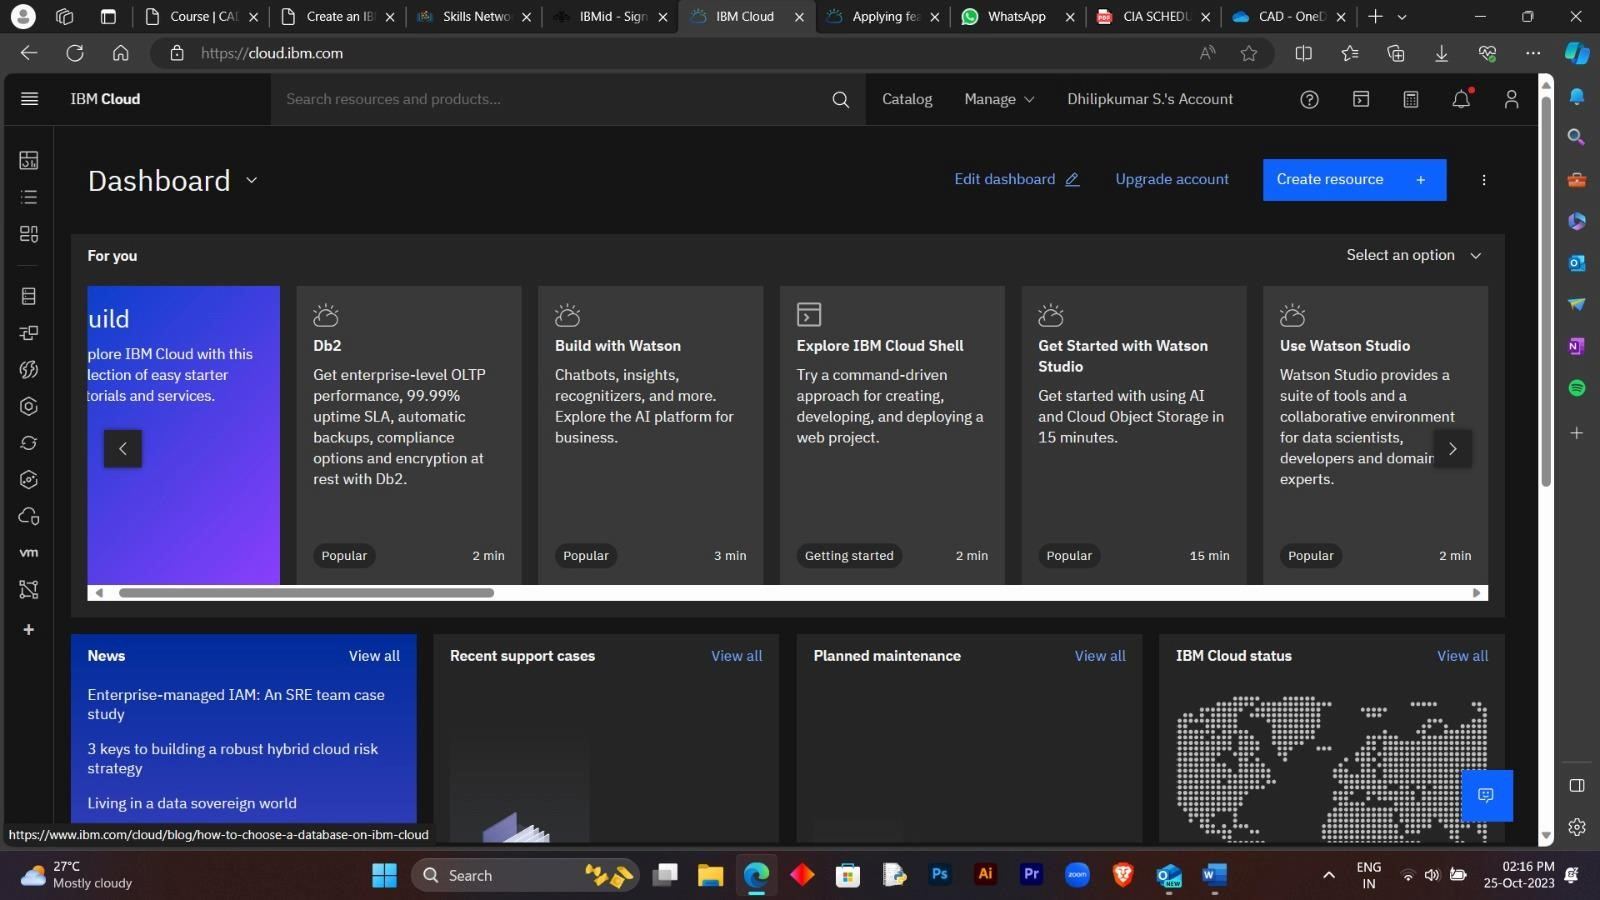 Course | CA
Create an IB
Skills Netwo
IBMid - Sign
IBM Cloud
Applying fea
WhatsApp
CIA SCHEDU
CAD - OneD
https://cloud.ibm.com
IBM Cloud
Search resources and products...
Catalog
Manage
Dhilipkumar S.'s Account
Dashboard
Edit dashboard
Upgrade account
Create resource +
For you
Select an option
uild
plore IBM Cloud with this
lection of easy starter
torials and services.
Db2
Get enterprise-level OLTP
performance, 99.99%
uptime SLA, automatic
backups, compliance
options and encryption at
rest with Db2.
Popular
2 min
Build with Watson
Chatbots, insights,
recognitizers, and more.
Explore the AI platform for
business.
Popular
3 min
Explore IBM Cloud Shell
Try a command-driven
approach for creating,
developing, and deploying a
web project.
Getting started
2 min
Get Started with Watson
Studio
Get started with using AI
and Cloud Object Storage in
15 minutes.
Popular
15 min
Use Watson Studio
Watson Studio provides a
suite of tools and a
collaborative environment
for data scientists,
developers and domain
experts.
Popular
2 min
vm
News
View all
Enterprise-managed IAM: An SRE team case
study
3 keys to building a robust hybrid cloud risk
strategy
Living in a data sovereign world
Recent support cases
View all
Planned maintenance
View all
IBM Cloud status
View all
https://www.ibm.com/cloud/blog/how-to-choose-a-database-on-ibm-cloud
27°C
Mostly cloudy
Search
Ps
Ai
Pr
zoom
NEW
W
ENG
IN
02:16 PM
25-Oct-2023